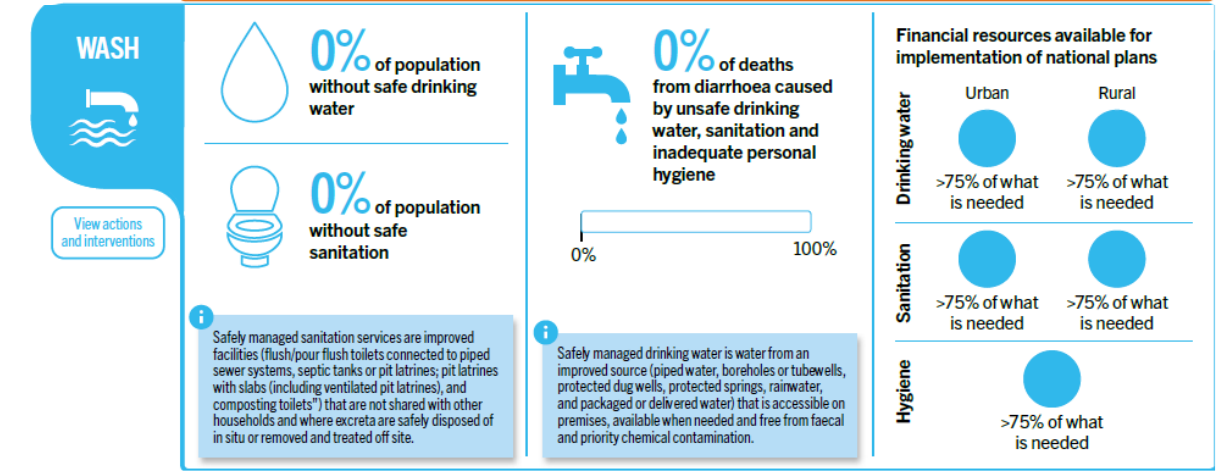 WASH
View actions
and interventions
0% of population
without safe drinking
water
0% of population
without safe
sanitation
Safely managed sanitation services are improved
facilities (flush/pour flush toilets connected to piped
sewer systems, septic tanks or pit latrines; pit latrines
with slabs (including ventilated pit latrines), and
composting toilets") that are not shared with other
households and where excreta are safely disposed of
in situ or removed and treated off site.
0% of deaths
from diarrhoea caused
by unsafe drinking
water, sanitation and
inadequate personal
hygiene
0%
100%
Safely managed drinking water is water from an
improved source (piped water, boreholes or tubewells,
protected dug wells, protected springs, rainwater,
and packaged or delivered water) that is accessible on
premises, available when needed and free from faecal
and priority chemical contamination.
Financial resources available for
implementation of national plans
Urban
Rural
Drinking water
>75% of what
is needed
>75% of what
is needed
Sanitation
>75% of what
is needed
>75% of what
is needed
Hygiene
>75% of what
is needed